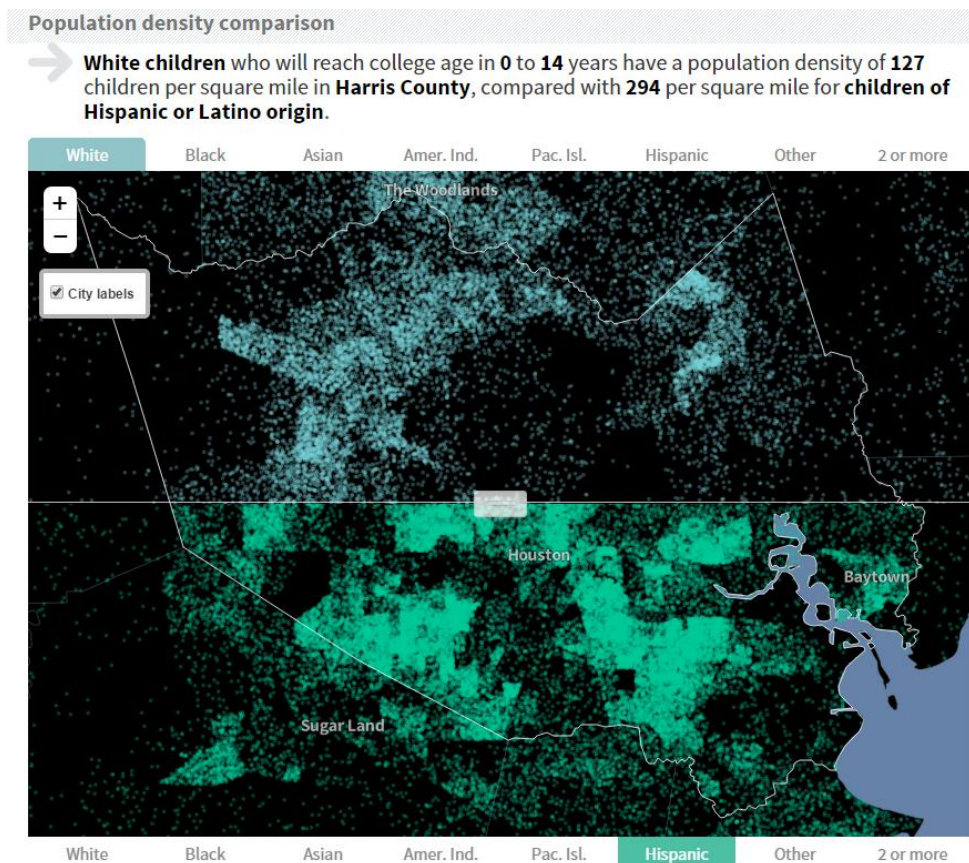 Population density comparison
White children who will reach college age in 0 to 14 years have a population density of 127
children per square mile in Harris County, compared with 294 per square mile for children of
Hispanic or Latino origin.
White Black Asian Amer. Ind. Pac. Isl. Hispanic Other 2 or more
The Woodlands
+
−
City labels
Houston
Baytown
Sugar Land
White Black Asian Amer. Ind. Pac. Isl. Hispanic Other 2 or more